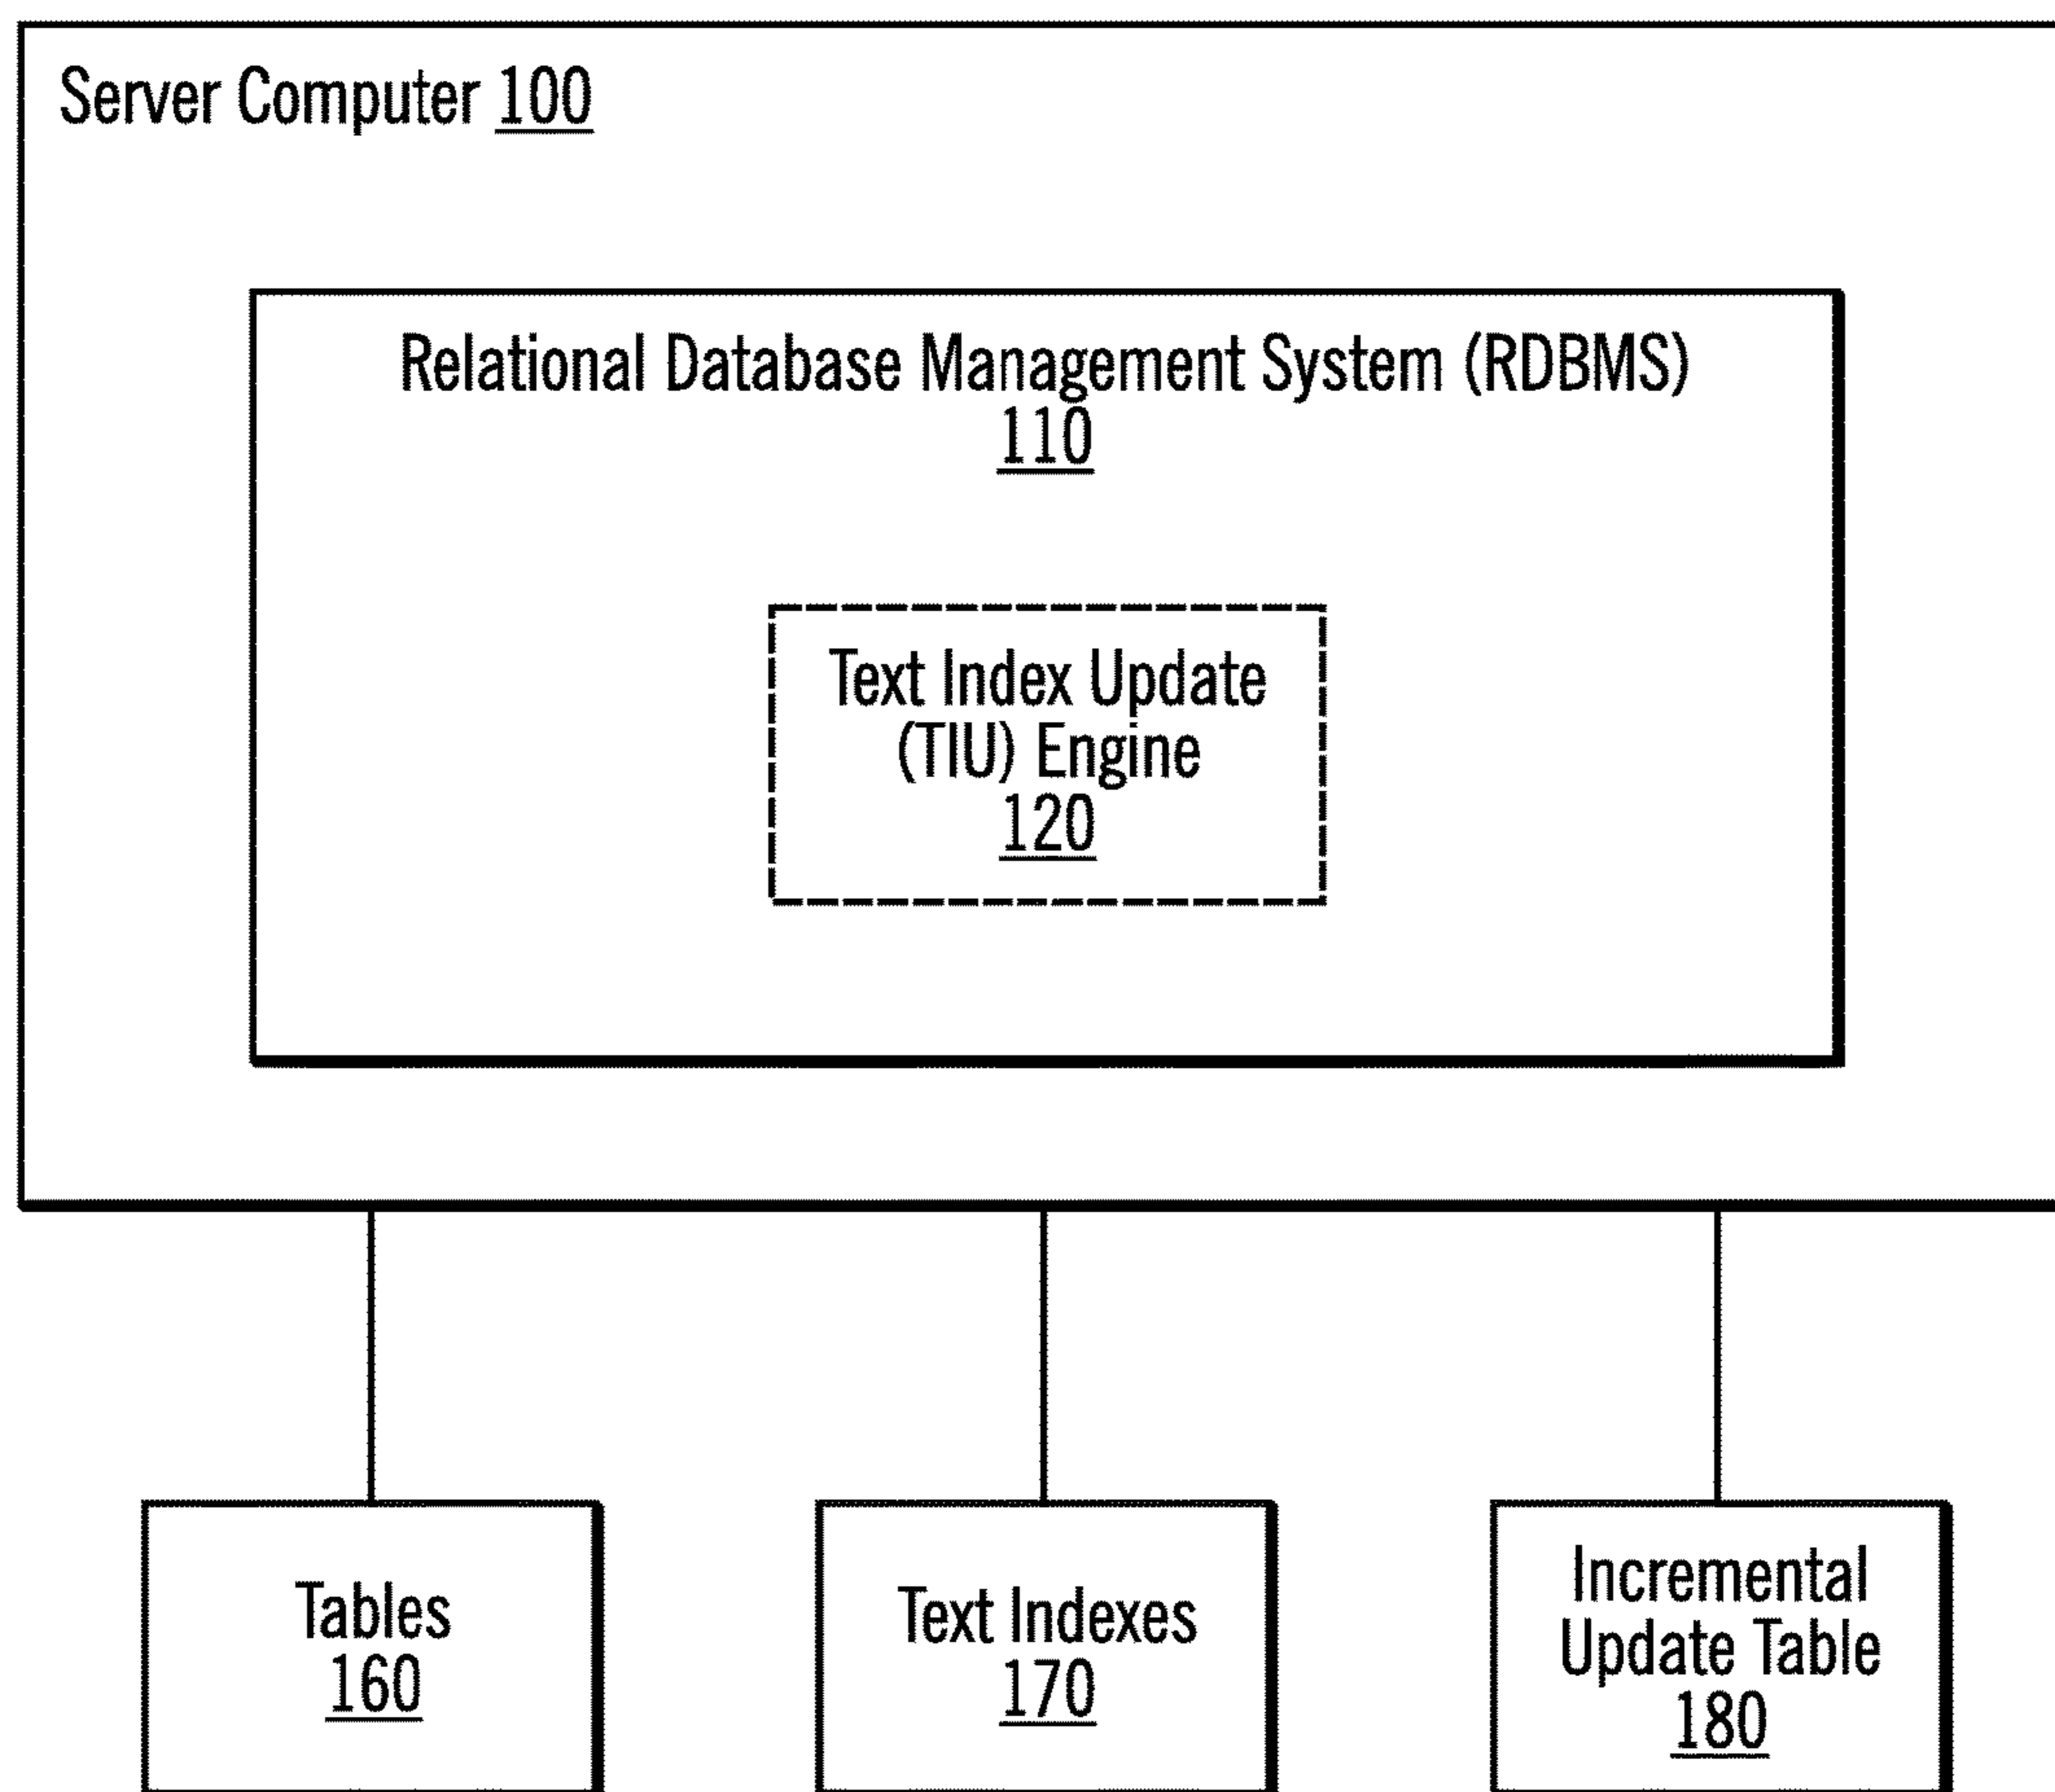 Server Computer 100
Relational Database Management System (RDBMS)
110
Text Index Update
(TIU) Engine
120
Tables
160
Text Indexes
170
Incremental
Update Table
180